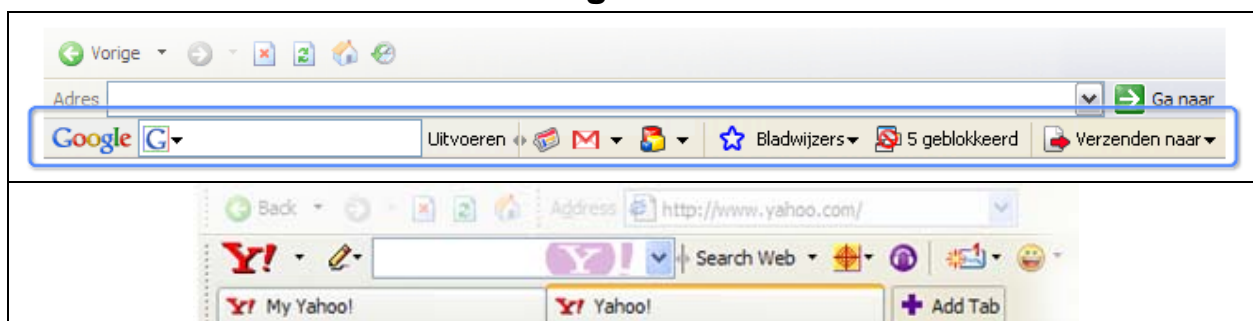 Vorige
Adres Ga naar
Google G Uitvoeren Bladwijzers 5 geblokkeerd Verzenden naar
Back Address http://www.yahoo.com/
Y! Y! Search Web
Y! My Yahoo! Y! Yahoo! Add Tab